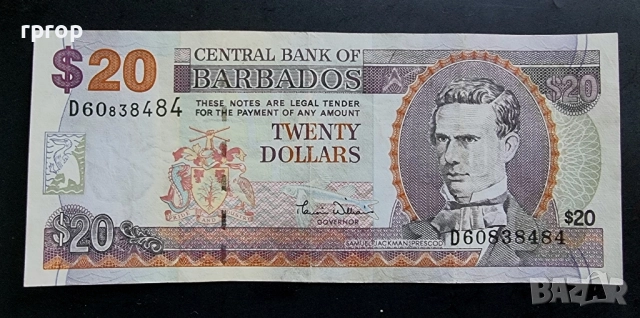 rprop
CENTRAL BANK OF
BARBADOS
$20
$20
D60838484
THESE NOTES ARE LEGAL TENDER
FOR THE PAYMENT OF ANY AMOUNT
TWENTY
DOLLARS
GOVERNOR
$20
SAMUEL JACKMAN PRESCOD
$20
D60838484
BAZAR